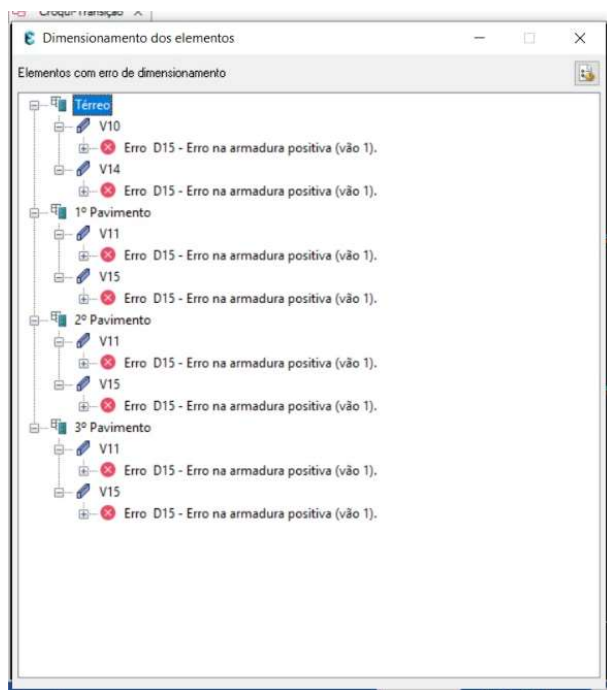 Croqui-Transição ×
Dimensionamento dos elementos
Elementos com erro de dimensionamento
Térreo
V10
Erro D15 - Erro na armadura positiva (vão 1).
V14
Erro D15 - Erro na armadura positiva (vão 1).
1º Pavimento
V11
Erro D15 - Erro na armadura positiva (vão 1).
V15
Erro D15 - Erro na armadura positiva (vão 1).
2º Pavimento
V11
Erro D15 - Erro na armadura positiva (vão 1).
V15
Erro D15 - Erro na armadura positiva (vão 1).
3º Pavimento
V11
Erro D15 - Erro na armadura positiva (vão 1).
V15
Erro D15 - Erro na armadura positiva (vão 1).